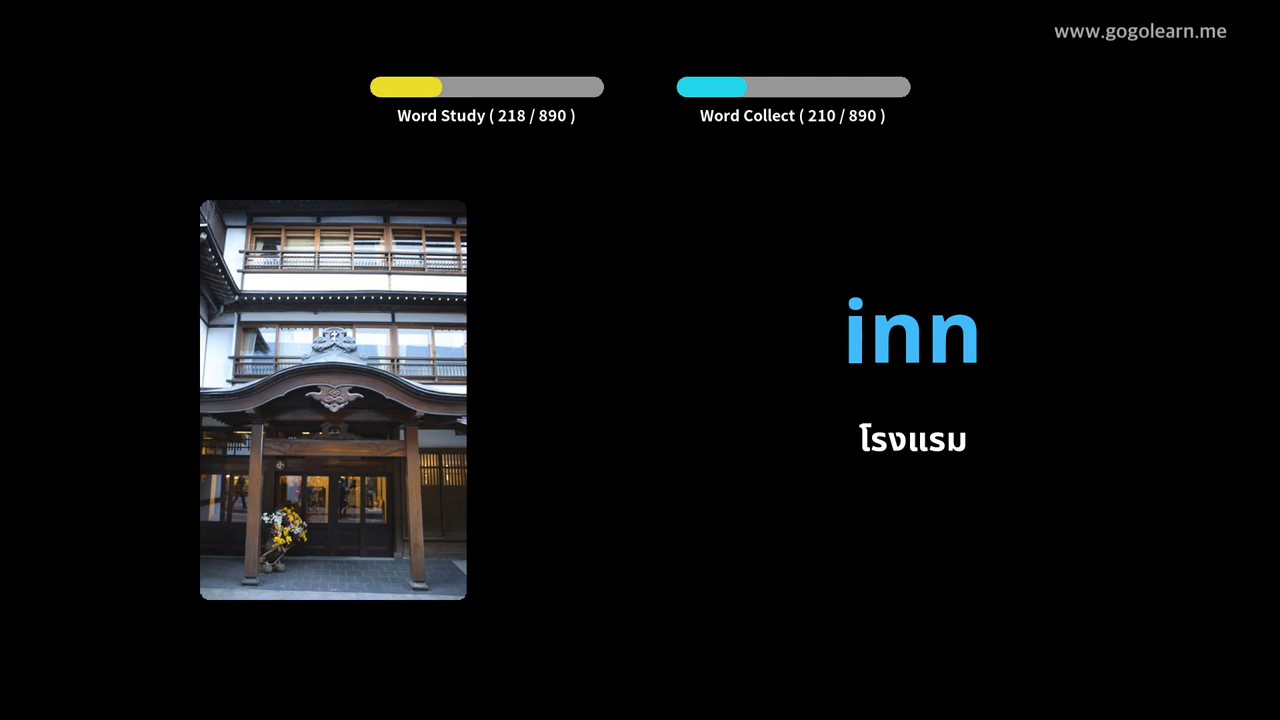 www.gogolearn.me
Word Study ( 218 / 890 )
Word Collect ( 210 / 890 )
inn
โรงแรม